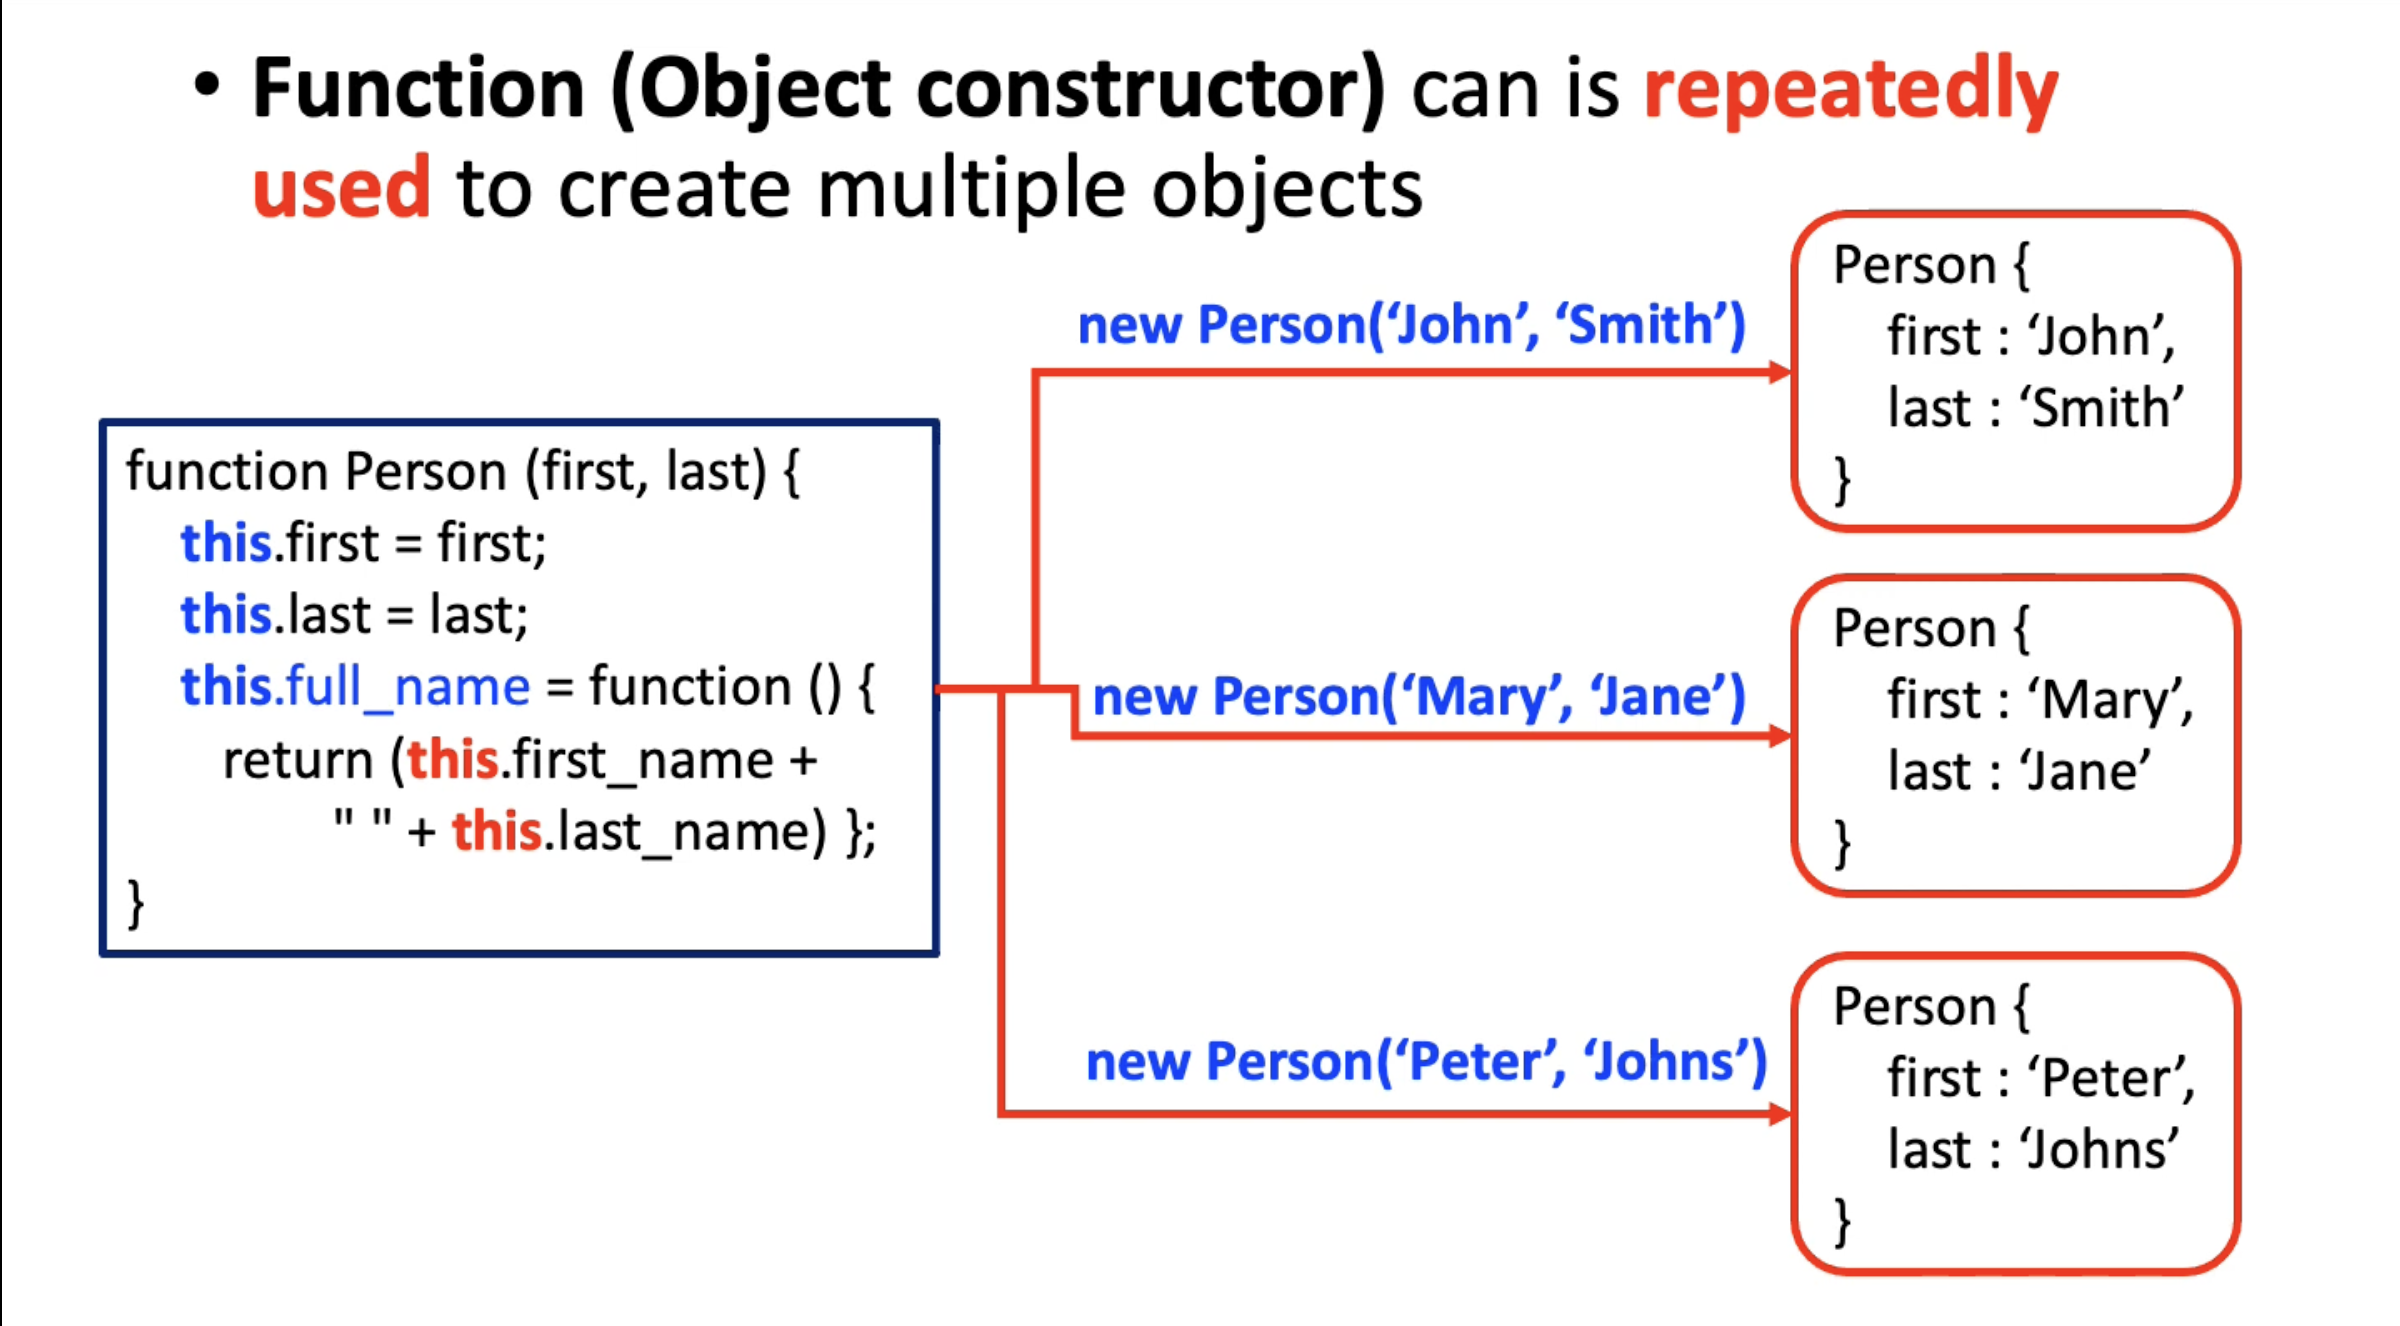 • Function (Object constructor) can is repeatedly
used to create multiple objects
function Person (first, last) {
this.first = first;
this.last = last;
this.full_name = function () {
return (this.first_name +
" " + this.last_name) };
}
new Person(‘John’, ‘Smith’)
Person {
first : ‘John’,
last : ‘Smith’
}
new Person(‘Mary’, ‘Jane’)
Person {
first : ‘Mary’,
last : ‘Jane’
}
new Person(‘Peter’, ‘Johns’)
Person {
first : ‘Peter’,
last : ‘Johns’
}